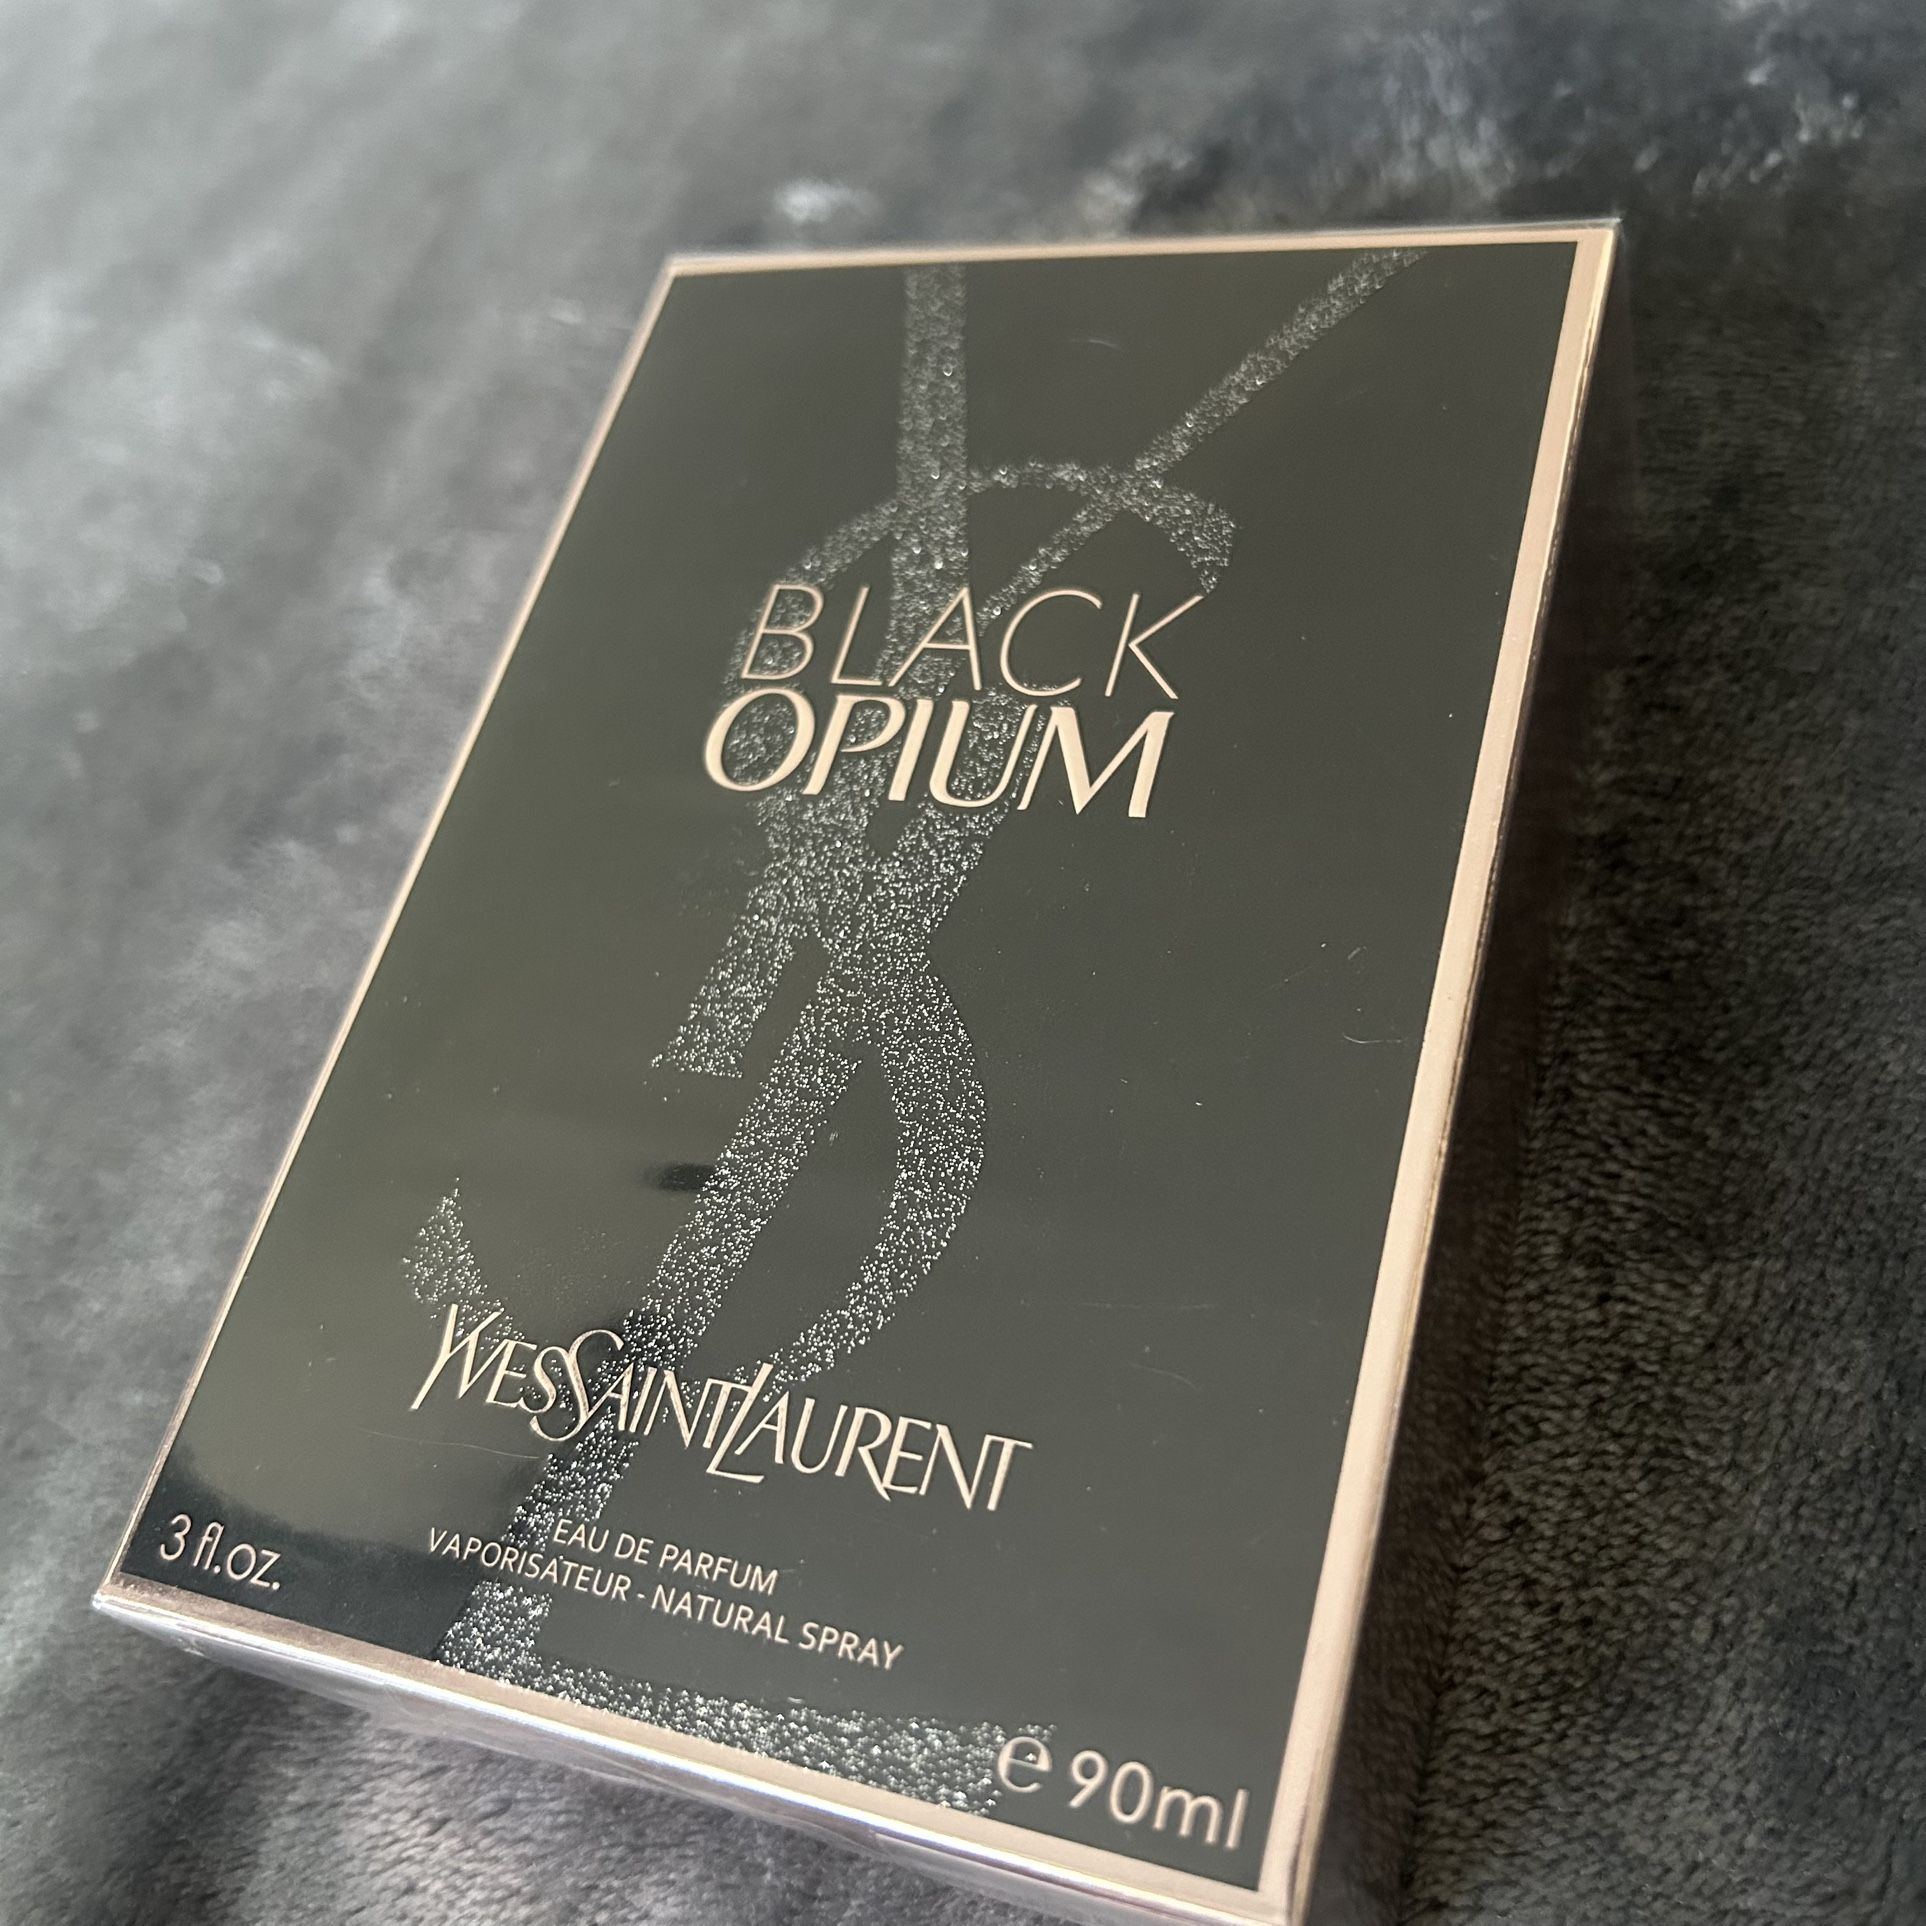 BLACK
OPIUM
YVESSAINTLAURENT
3 fl.oz.
EAU DE PARFUM
VAPORISATEUR - NATURAL SPRAY
e 90ml